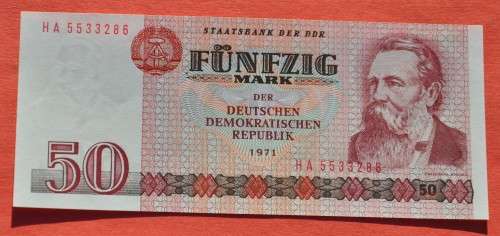 HA 5533286
STAATSBANK DER DDR
FÜNFZIG
MARK
DER
DEUTSCHEN
DEMOKRATISCHEN
REPUBLIK
1971
HA 5533286
50
50